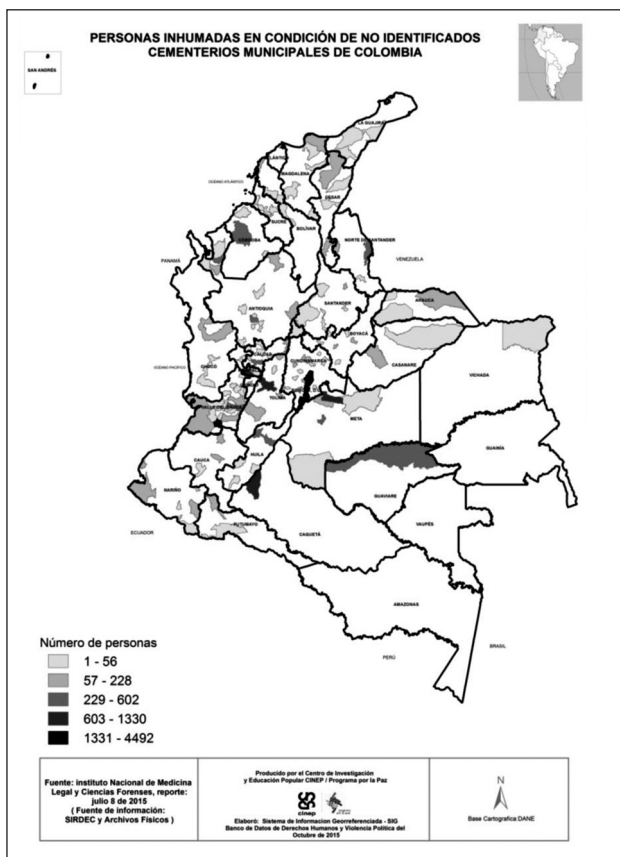 PERSONAS INHUMADAS EN CONDICIÓN DE NO IDENTIFICADOS
CEMENTERIOS MUNICIPALES DE COLOMBIA
SAN ANDRÉS
LA GUAJIRA
MAGDALENA
OCÉANO ATLÁNTICO
CESAR
SUCRE
BOLÍVAR
CÓRDOBA
NORTE DE SANTANDER
PANAMÁ
VENEZUELA
SANTANDER
ARAUCA
ANTIOQUIA
BOYACÁ
CASANARE
CALDAS
CUNDINAMARCA
OCÉANO PACÍFICO
CHOCÓ
VICHADA
TOLIMA
VALLE DEL CAUCA
META
GUAINÍA
HUILA
CAUCA
GUAVIARE
NARIÑO
VAUPÉS
PUTUMAYO
ECUADOR
CAQUETÁ
AMAZONAS
BRASIL
PERÚ
Número de personas
1 - 56
57 - 228
229 - 602
603 - 1330
1331 - 4492
Fuente: instituto Nacional de Medicina
Legal y Ciencias Forenses, reporte:
julio 8 de 2015
( Fuente de información:
SIRDEC y Archivos Físicos )
Producido por el Centro de Investigación
y Educación Popular CINEP / Programa por la Paz
cinep
Elaboró: Sistema de Informacion Georreferenciada - SIG
Banco de Datos de Derechos Humanos y Violencia Política del
Octubre de 2015
N
Base Cartografica:DANE